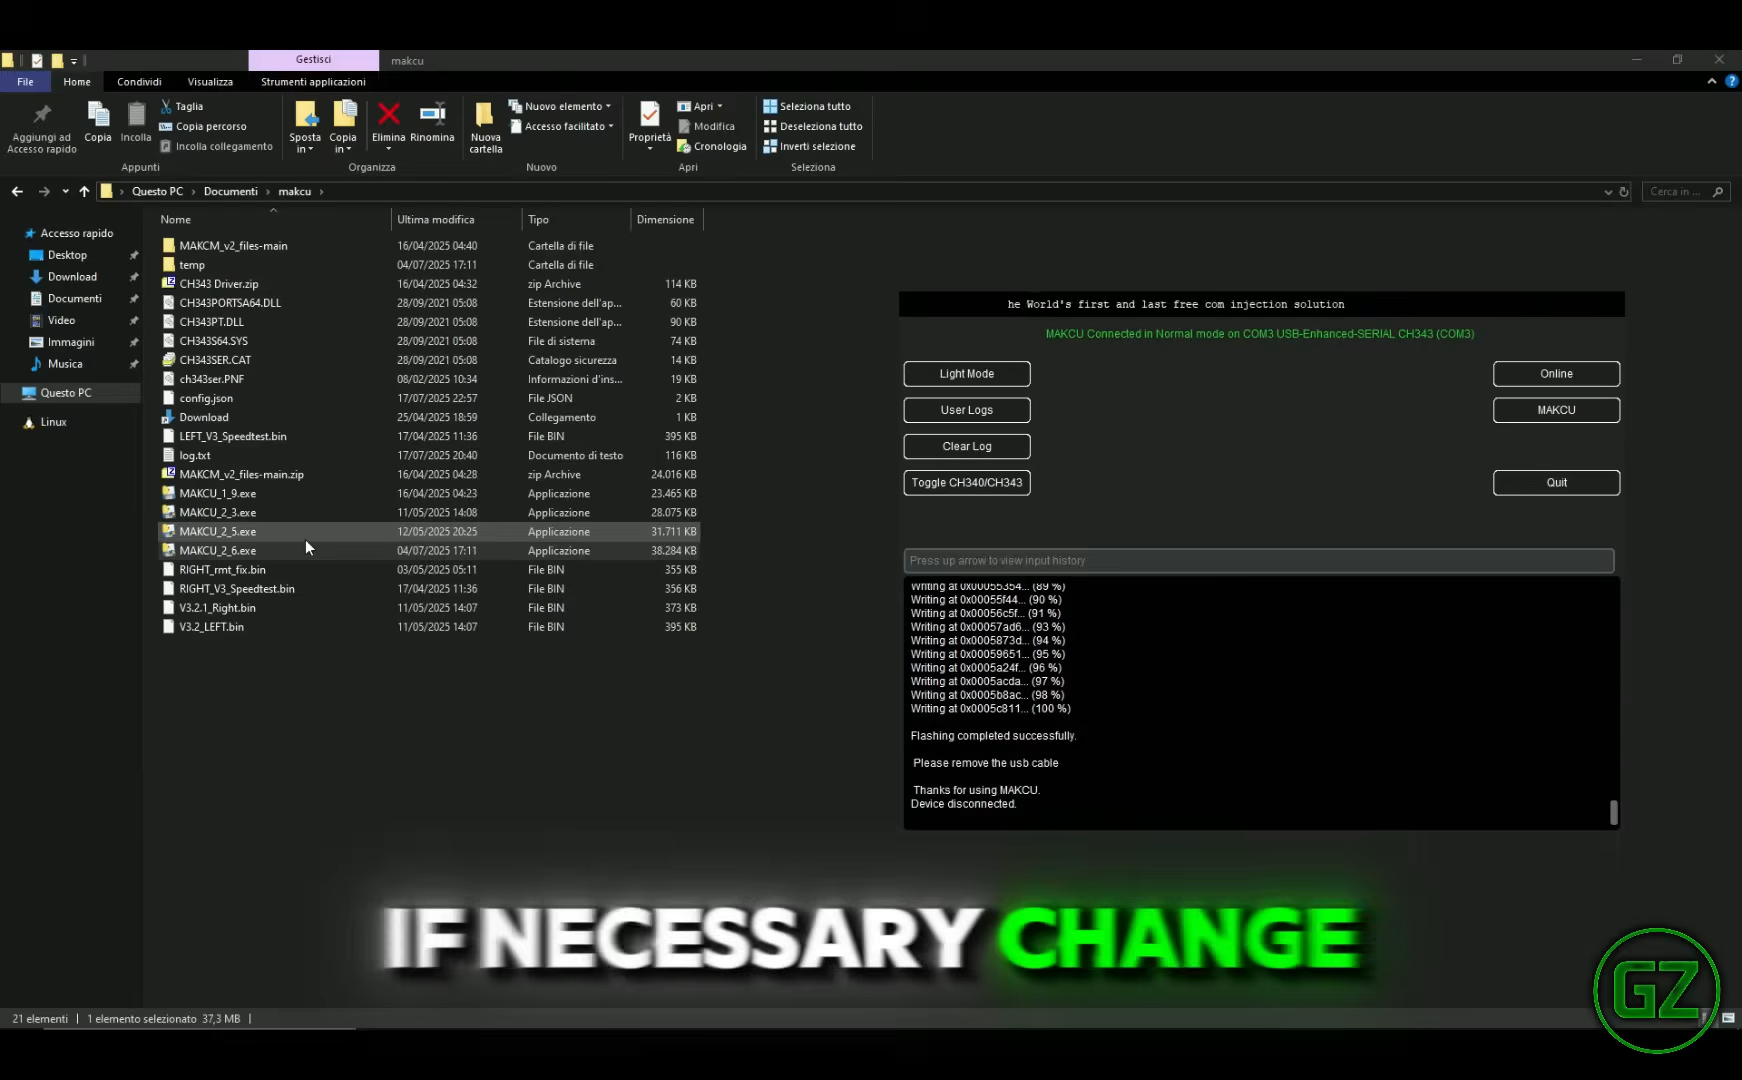 Gestisci
makcu
File
Home
Condividi
Visualizza
Strumenti applicazioni
Aggiungi ad
Accesso rapido
Copia
Incolla
Taglia
Copia percorso
Incolla collegamento
Appunti
Sposta
in
Copia
in
Elimina
Rinomina
Organizza
Nuova
cartella
Nuovo elemento
Accesso facilitato
Nuovo
Proprietà
Apri
Modifica
Cronologia
Apri
Seleziona tutto
Deseleziona tutto
Inverti selezione
Seleziona
Questo PC > Documenti > makcu >
Cerca in ...
Accesso rapido
Desktop
Download
Documenti
Video
Immagini
Musica
Questo PC
Linux
Nome Ultima modifica Tipo Dimensione
MAKCM_v2_files-main 16/04/2025 04:40 Cartella di file
temp 04/07/2025 17:11 Cartella di file
CH343 Driver.zip 16/04/2025 04:32 zip Archive 114 KB
CH343PORTSA64.DLL 28/09/2021 05:08 Estensione dell'ap... 60 KB
CH343PT.DLL 28/09/2021 05:08 Estensione dell'ap... 90 KB
CH343S64.SYS 28/09/2021 05:08 File di sistema 74 KB
CH343SER.CAT 28/09/2021 05:08 Catalogo sicurezza 14 KB
ch343ser.PNF 08/02/2025 10:34 Informazioni d'ins... 19 KB
config.json 17/07/2025 22:57 File JSON 2 KB
Download 25/04/2025 18:59 Collegamento 1 KB
LEFT_V3_Speedtest.bin 17/04/2025 11:36 File BIN 395 KB
log.txt 17/07/2025 20:40 Documento di testo 116 KB
MAKCM_v2_files-main.zip 16/04/2025 04:28 zip Archive 24.016 KB
MAKCU_1_9.exe 16/04/2025 04:23 Applicazione 23.465 KB
MAKCU_2_3.exe 11/05/2025 14:08 Applicazione 28.075 KB
MAKCU_2_5.exe 12/05/2025 20:25 Applicazione 31.711 KB
MAKCU_2_6.exe 04/07/2025 17:11 Applicazione 38.284 KB
RIGHT_rmt_fix.bin 03/05/2025 05:11 File BIN 355 KB
RIGHT_V3_Speedtest.bin 17/04/2025 11:36 File BIN 356 KB
V3.2.1_Right.bin 11/05/2025 14:07 File BIN 373 KB
V3.2_LEFT.bin 11/05/2025 14:07 File BIN 395 KB
he World's first and last free com injection solution
MAKCU Connected in Normal mode on COM3 USB-Enhanced-SERIAL CH343 (COM3)
Light Mode
Online
User Logs
MAKCU
Clear Log
Toggle CH340/CH343
Quit
Press up arrow to view input history
Writing at 0x00055354... (89 %)
Writing at 0x00055f44... (90 %)
Writing at 0x00056c5f... (91 %)
Writing at 0x00057ad6... (93 %)
Writing at 0x0005873d... (94 %)
Writing at 0x00059651... (95 %)
Writing at 0x0005a24f... (96 %)
Writing at 0x0005acda... (97 %)
Writing at 0x0005b8ac... (98 %)
Writing at 0x0005c811... (100 %)
Flashing completed successfully.
Please remove the usb cable
Thanks for using MAKCU.
Device disconnected.
IF NECESSARY CHANGE
GZ
21 elementi 1 elemento selezionato 37,3 MB